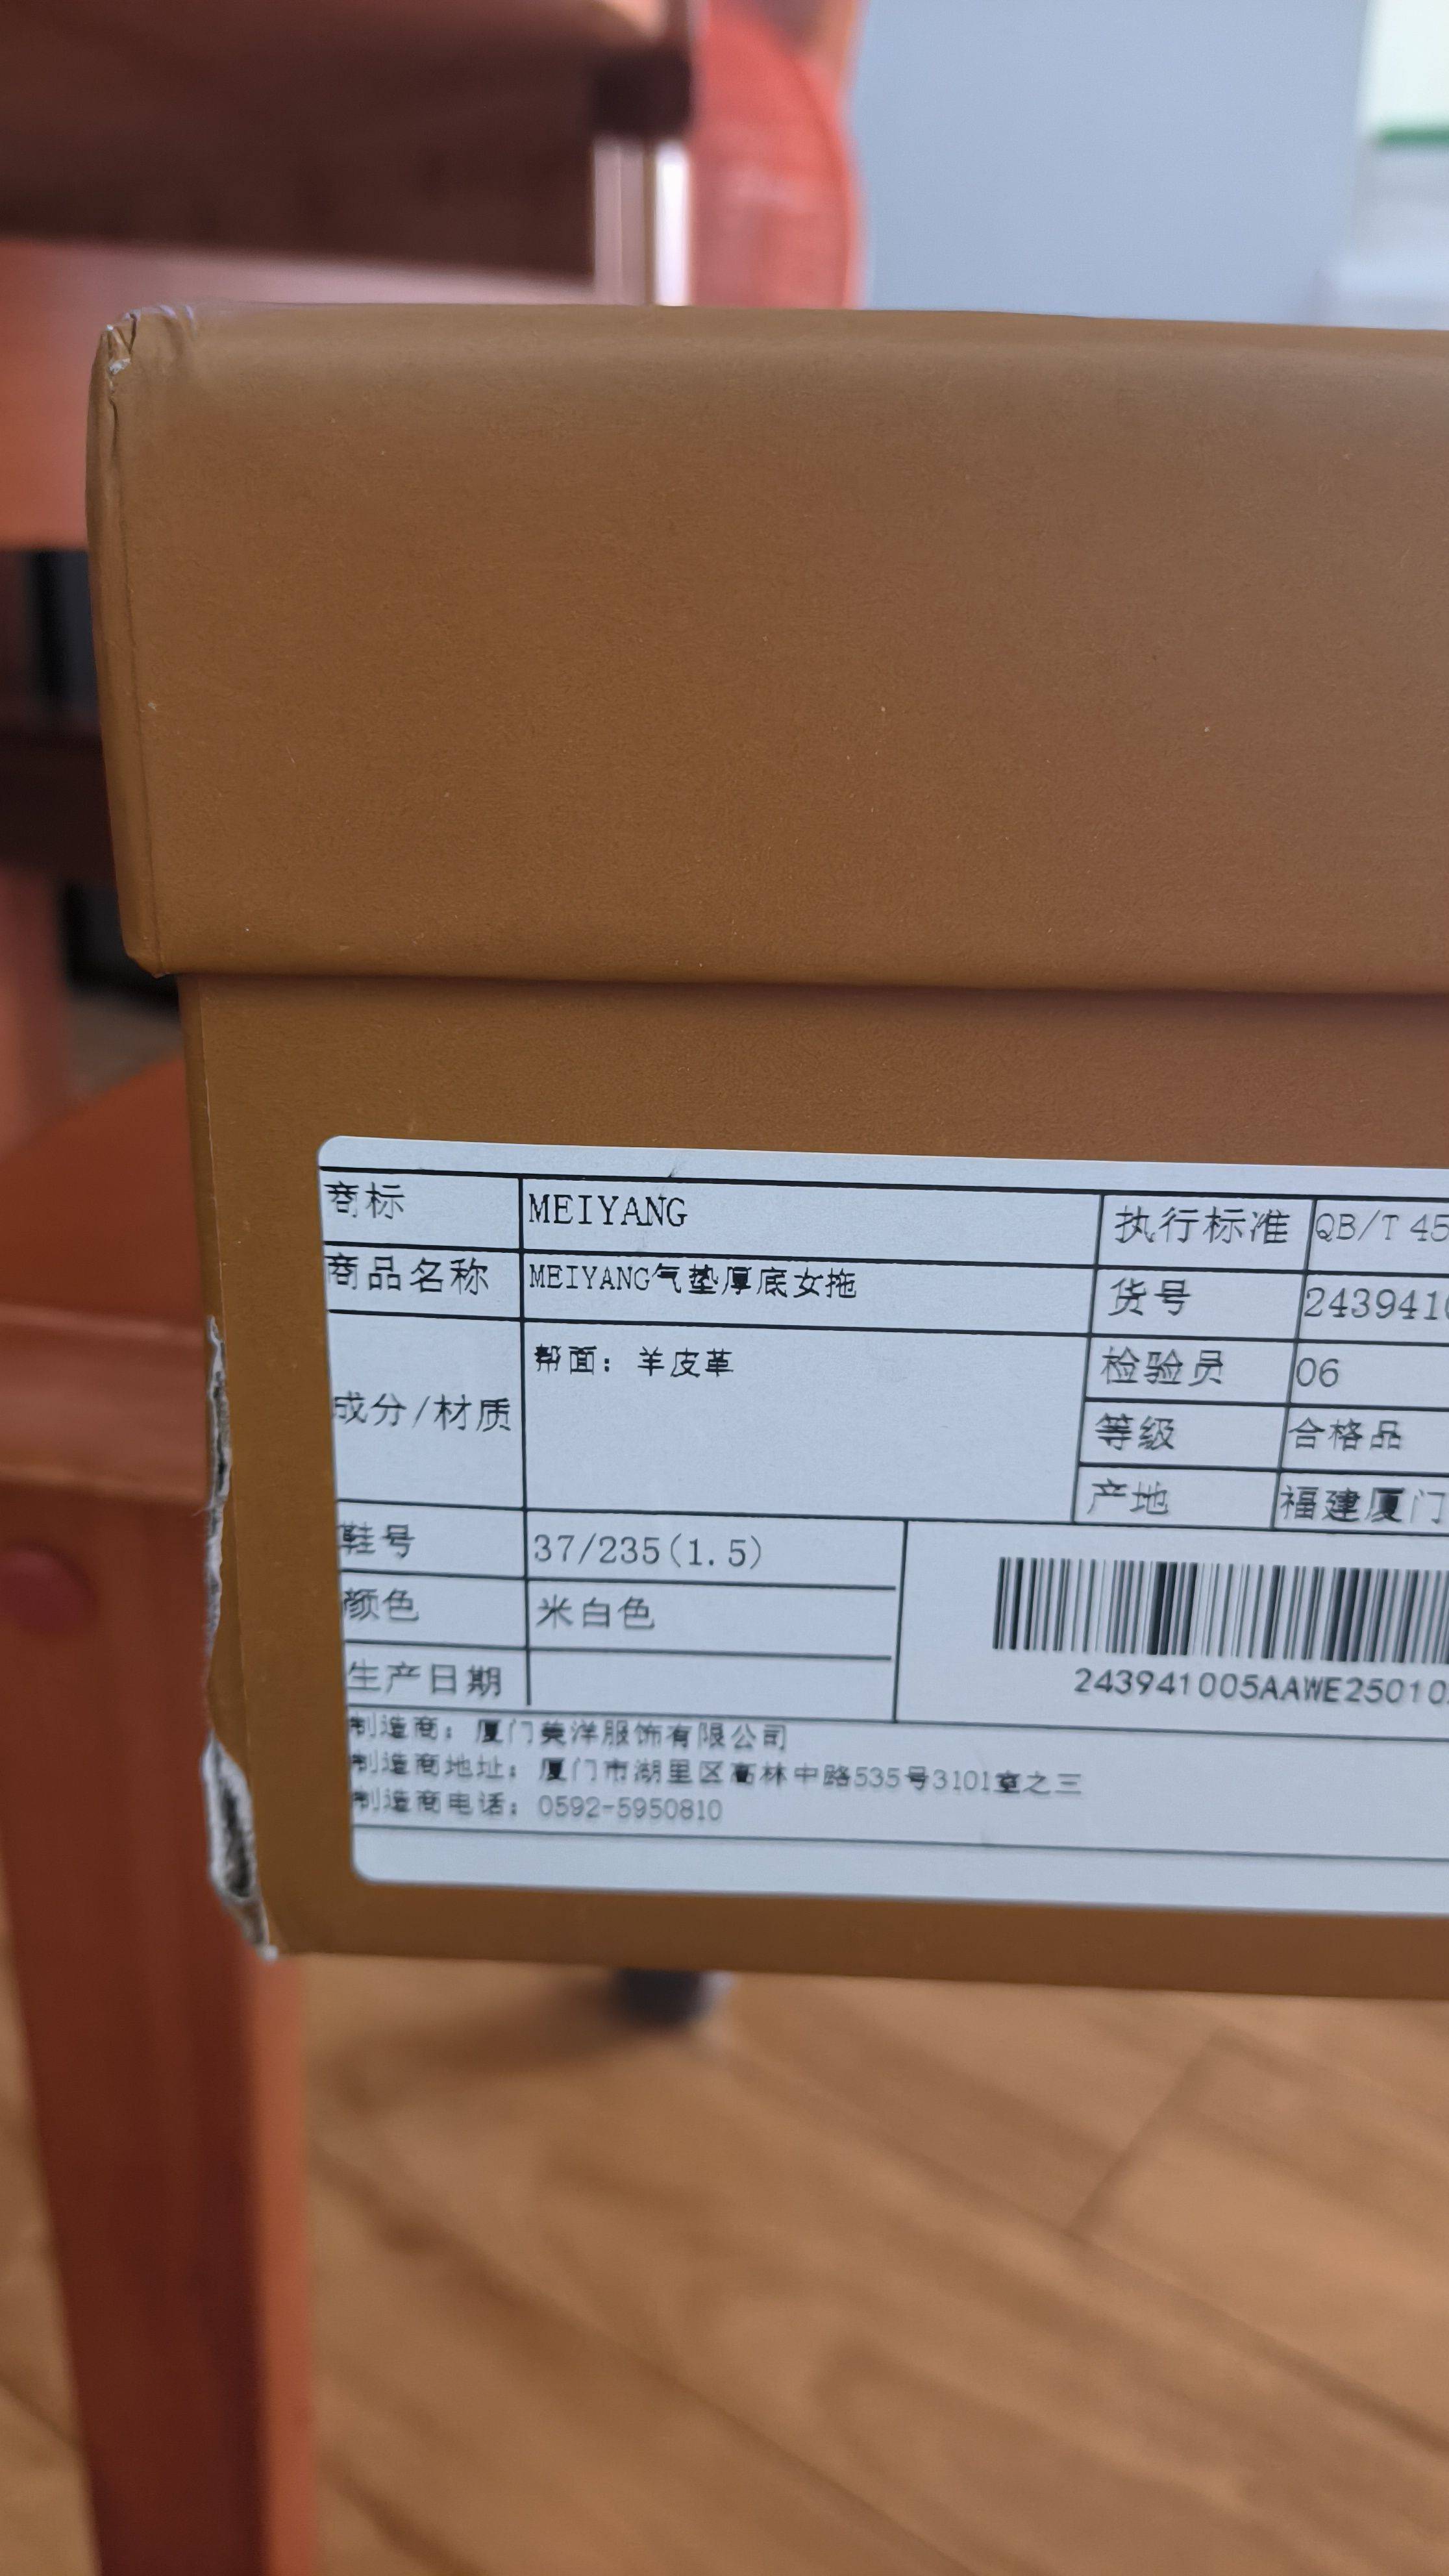 商标 MEIYANG 执行标准 QB/T 45
商品名称 MEIYANG气垫厚底女拖 货号 2439410
成分/材质 帮面：羊皮革 检验员 06
等级 合格品
产地 福建厦门
鞋号 37/235(1.5)
颜色 米白色
生产日期
243941005AAWE25010
制造商：厦门美洋服饰有限公司
制造商地址：厦门市湖里区高林中路535号3101室之三
制造商电话：0592-5950810